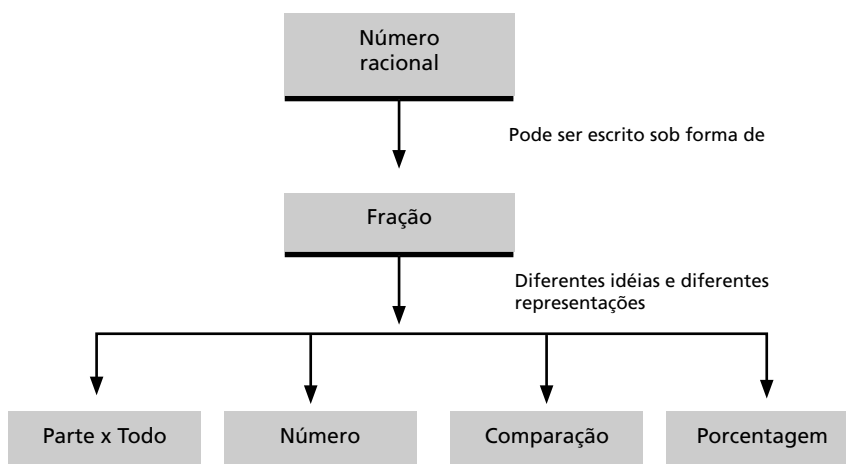 Número
racional
Pode ser escrito sob forma de
Fração
Diferentes idéias e diferentes
representações
Parte x Todo
Número
Comparação
Porcentagem